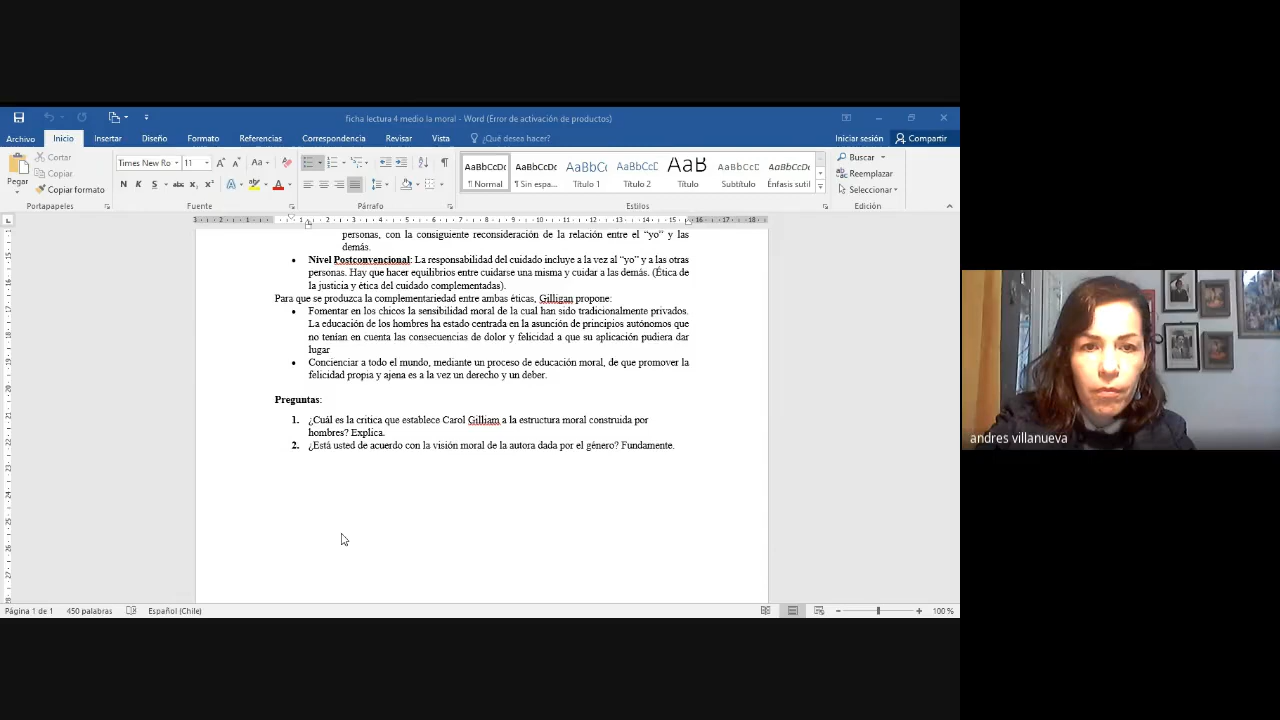 ficha lectura 4 medio la moral - Word (Error de activación de productos)
Archivo Inicio Insertar Diseño Formato Referencias Correspondencia Revisar Vista ¿Qué desea hacer? Iniciar sesión Compartir
Pegar
Cortar
Copiar
Copiar formato
Portapapeles
Times New Ro 11
N K S abc x₂ x²
Fuente
Párrafo
AaBbCcDc AaBbCcDc AaBbC( AaBbCcC AaB AaBbCcD AaBbCcDc
¶ Normal ¶ Sin espa... Título 1 Título 2 Título Subtítulo Énfasis sutil
Estilos
Buscar
Reemplazar
Seleccionar
Edición
personas, con la consiguiente reconsideración de la relación entre el “yo” y las
demás.
Nivel Postconvencional: La responsabilidad del cuidado incluye a la vez al “yo” y a las otras
personas. Hay que hacer equilibrios entre cuidarse una misma y cuidar a las demás. (Ética de
la justicia y ética del cuidado complementadas).
Para que se produzca la complementariedad entre ambas éticas, Gilligan propone:
Fomentar en los chicos la sensibilidad moral de la cual han sido tradicionalmente privados.
La educación de los hombres ha estado centrada en la asunción de principios autónomos que
no tenían en cuenta las consecuencias de dolor y felicidad a que su aplicación pudiera dar
lugar
Concienciar a todo el mundo, mediante un proceso de educación moral, de que promover la
felicidad propia y ajena es a la vez un derecho y un deber.
Preguntas:
1. ¿Cuál es la critica que establece Carol Gilliam a la estructura moral construida por
hombres? Explica.
2. ¿Está usted de acuerdo con la visión moral de la autora dada por el género? Fundamente.
Página 1 de 1 450 palabras Español (Chile) 100 %
andres villanueva